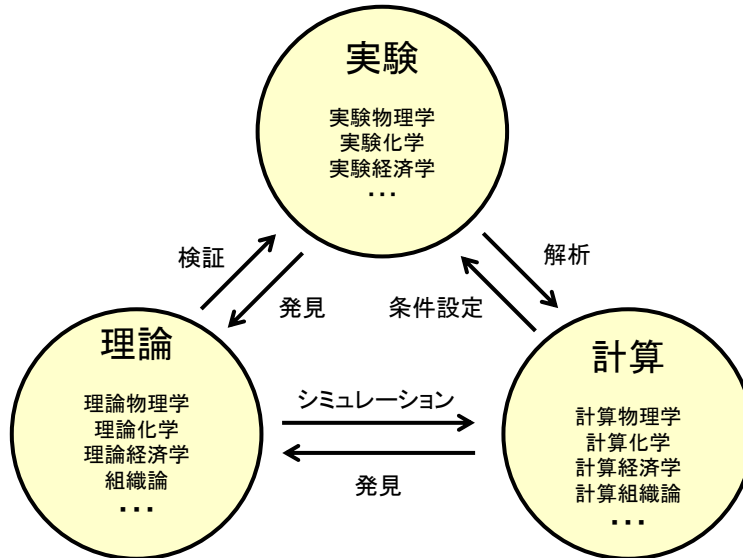 実験
実験物理学
実験化学
実験経済学
・・・
検証
発見
解析
条件設定
理論
理論物理学
理論化学
理論経済学
組織論
・・・
シミュレーション
発見
計算
計算物理学
計算化学
計算経済学
計算組織論
・・・